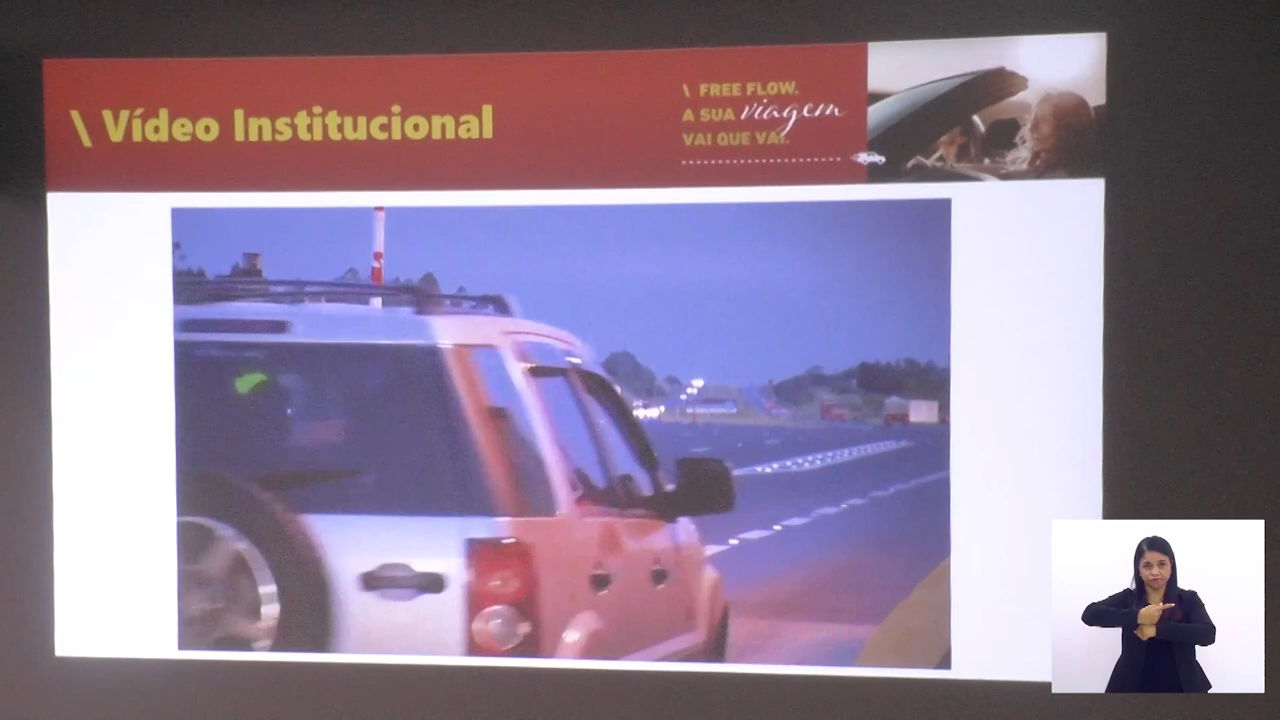 \ Vídeo Institucional
\ FREE FLOW.
A SUA viagem
VAI QUE VAI.